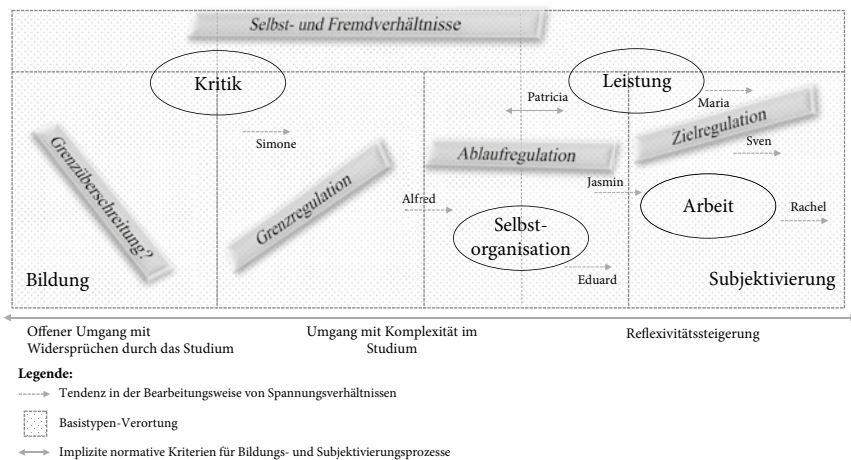 Selbst- und Fremdverhältnisse
Kritik
Leistung
Patricia
Maria
Simone
Zielregulation
Sven
Grenzüberschreitung?
Grenzregulation
Ablaufregulation
Jasmin
Alfred
Arbeit
Rachel
Selbst-
organisation
Eduard
Bildung
Subjektivierung
Offener Umgang mit
Widersprüchen durch das Studium
Umgang mit Komplexität im
Studium
Reflexivitätssteigerung
Legende:
Tendenz in der Bearbeitungsweise von Spannungsverhältnissen
Basistypen-Verortung
Implizite normative Kriterien für Bildungs- und Subjektivierungsprozesse